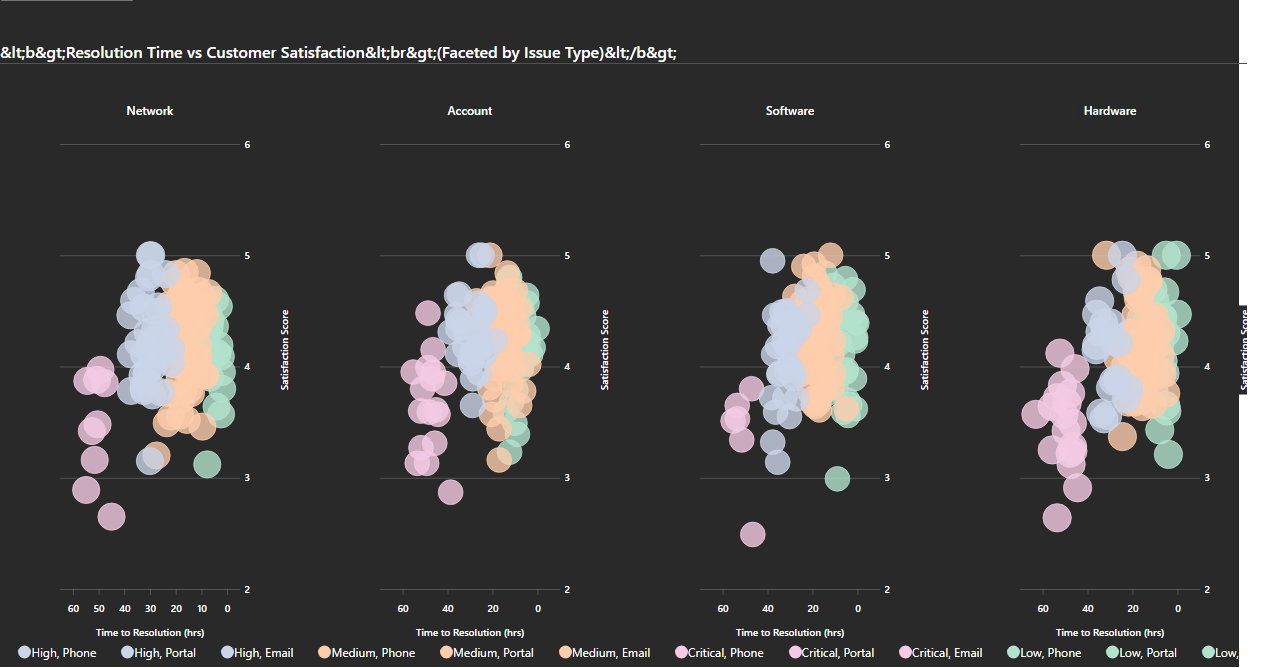 &lt;b&gt;Resolution Time vs Customer Satisfaction&lt;br&gt;(Faceted by Issue Type)&lt;/b&gt;
Network Account Software Hardware
6 6 6 6
5 5 5 5
Satisfaction Score Satisfaction Score Satisfaction Score Satisfaction Score
4 4 4 4
3 3 3 3
2 2 2 2
60 50 40 30 20 10 0 60 40 20 0 60 40 20 0 60 40 20 0
Time to Resolution (hrs) Time to Resolution (hrs) Time to Resolution (hrs) Time to Resolution (hrs)
High, Phone High, Portal High, Email Medium, Phone Medium, Portal Medium, Email Critical, Phone Critical, Portal Critical, Email Low, Phone Low, Portal Low,